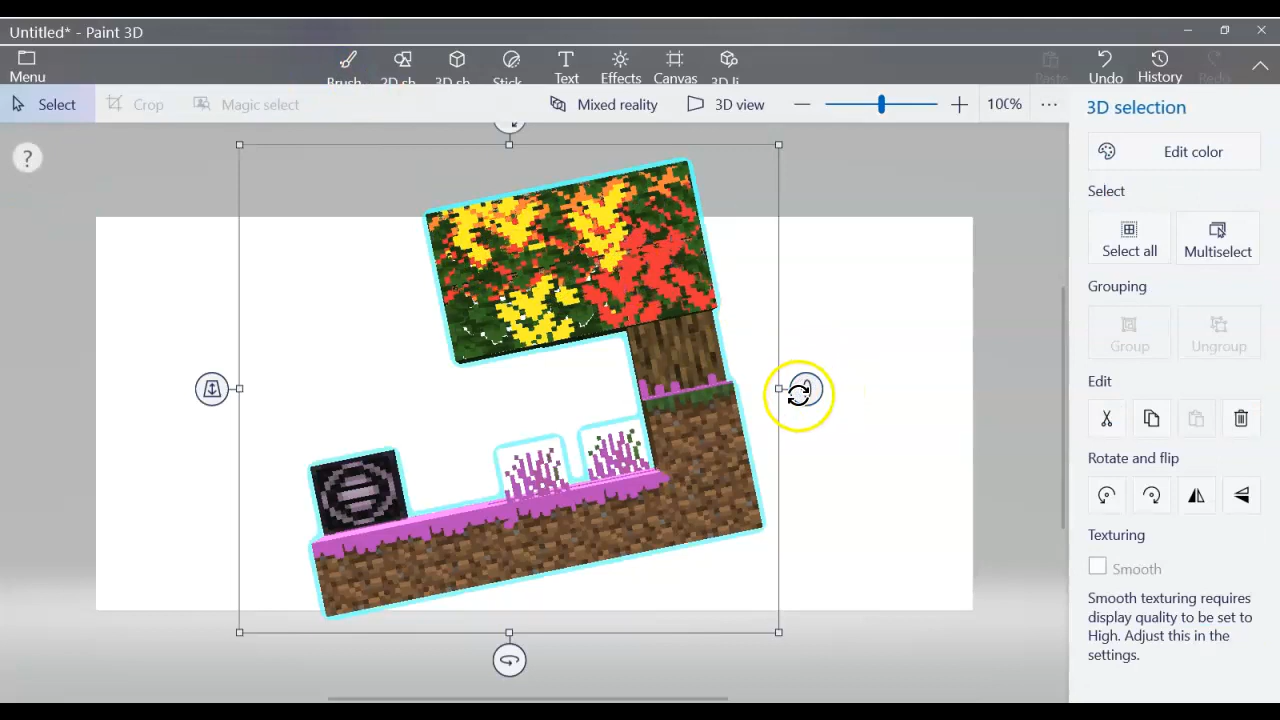 Untitled* - Paint 3D
Menu
Text
Effects
Canvas
Paste
Undo
History
Redo
Select
Crop
Magic select
Mixed reality
3D view
?
3D selection
Edit color
Select
Select all
Multiselect
Grouping
Group
Ungroup
Edit
Rotate and flip
Texturing
Smooth
Smooth texturing requires
display quality to be set to
High. Adjust this in the
settings.